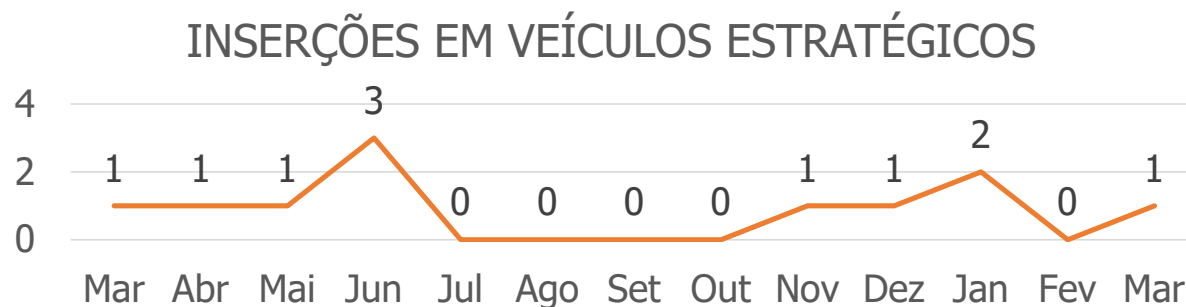 INSERÇÕES EM VEÍCULOS ESTRATÉGICOS
4
2
0
1 1 1 3 0 0 0 0 1 1 2 0 1
Mar Abr Mai Jun Jul Ago Set Out Nov Dez Jan Fev Mar